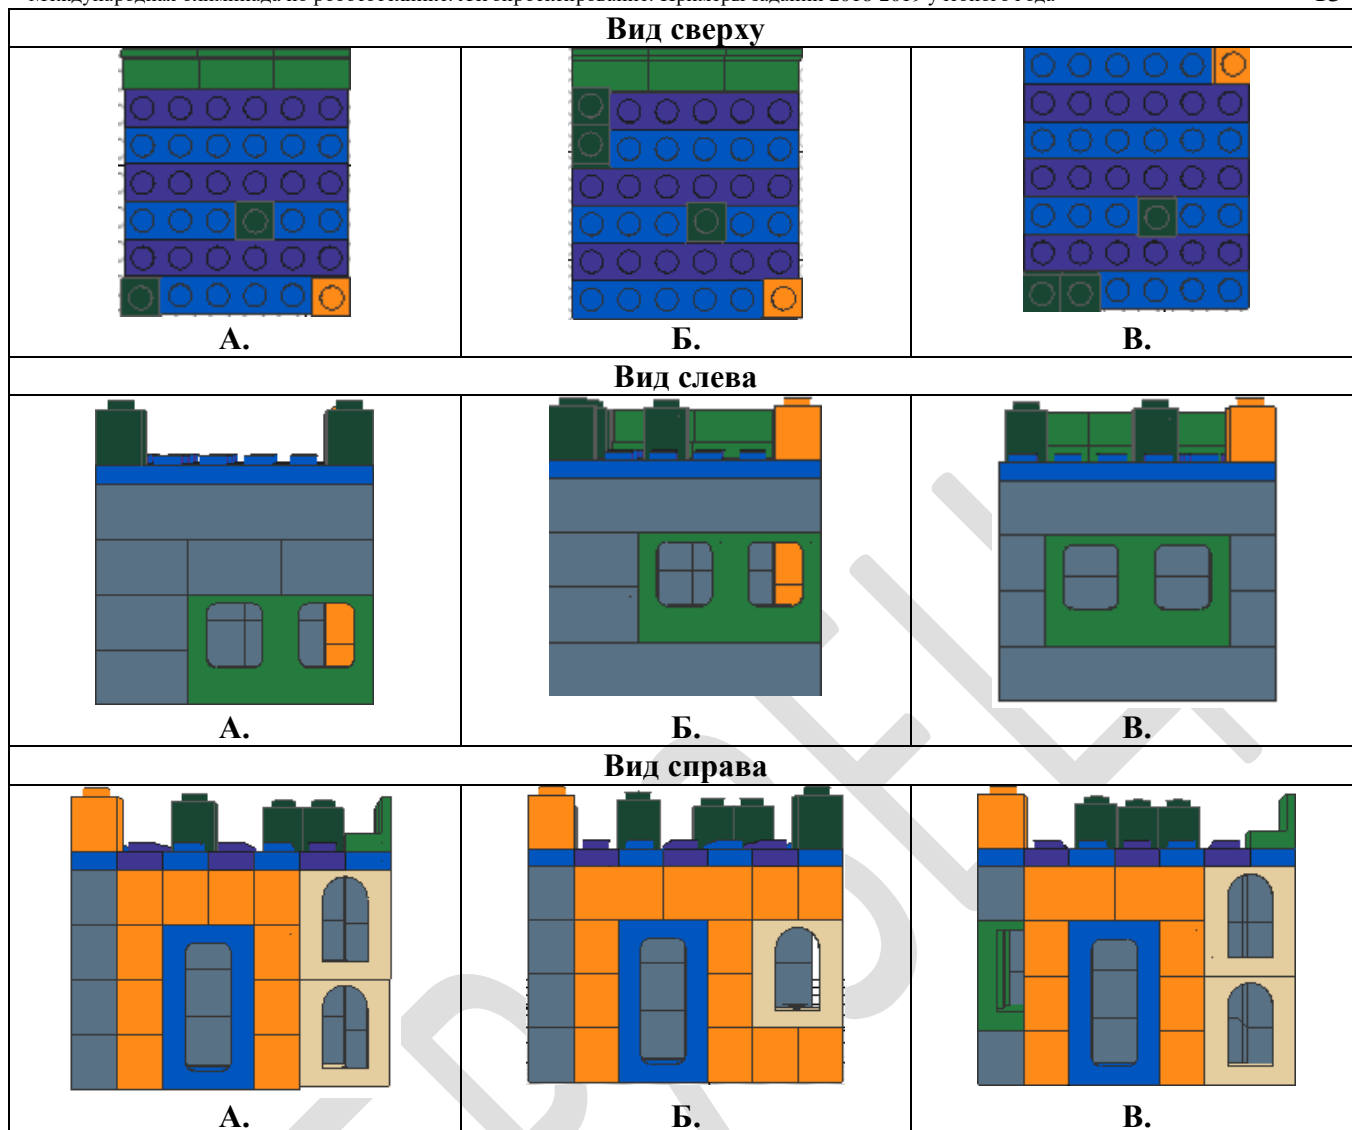 Вид сверху
А.
Б.
В.
Вид слева
А.
Б.
В.
Вид справа
А.
Б.
В.